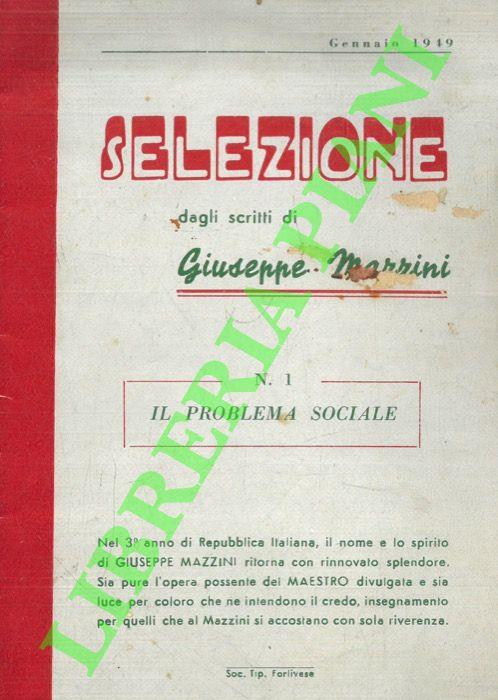 Gennaio 1949
SELEZIONE
dagli scritti di
Giuseppe Mazzini
N. 1
IL PROBLEMA SOCIALE
Nel 3º anno di Repubblica Italiana, il nome e lo spirito
di GIUSEPPE MAZZINI ritorna con rinnovato splendore.
Sia pure l'opera possente del MAESTRO divulgata e sia
luce per coloro che ne intendono il credo, insegnamento
per quelli che al Mazzini si accostano con sola riverenza.
Soc. Tip. Forlivese
LIBRERIA PIANI